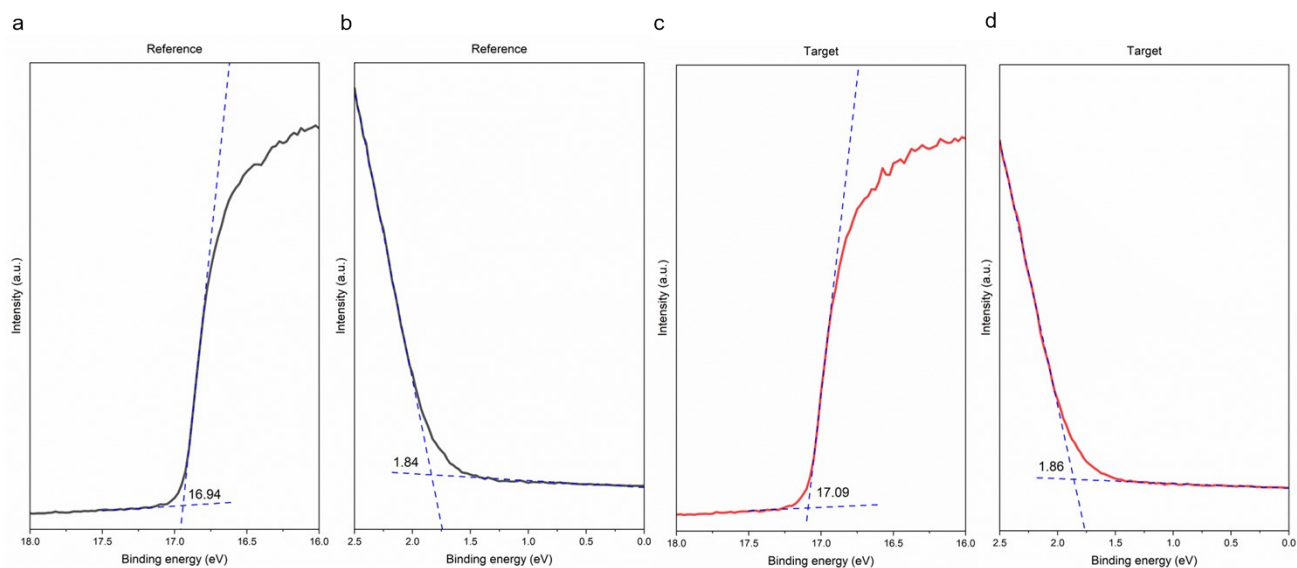 a
Reference
Intensity (a.u.)
16.94
18.0 17.5 17.0 16.5 16.0
Binding energy (eV)
b
Reference
Intensity (a.u.)
1.84
2.5 2.0 1.5 1.0 0.5 0.0
Binding energy (eV)
c
Target
Intensity (a.u.)
17.09
18.0 17.5 17.0 16.5 16.0
Binding energy (eV)
d
Target
Intensity (a.u.)
1.86
2.5 2.0 1.5 1.0 0.5 0.0
Binding energy (eV)